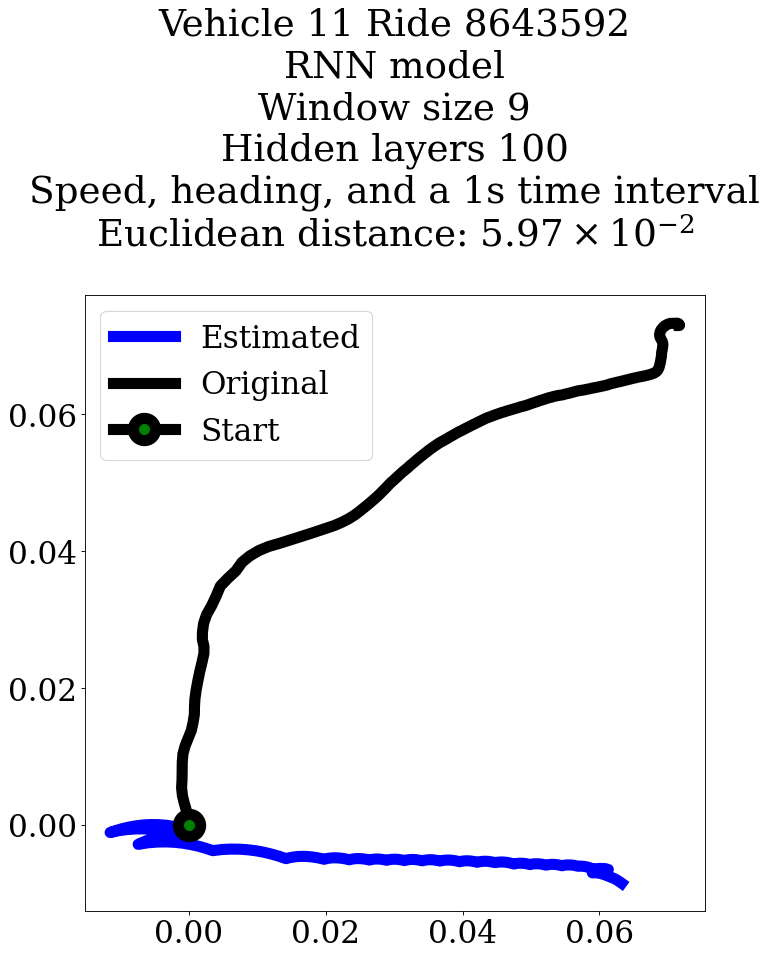 Vehicle 11 Ride 8643592
RNN model
Window size 9
Hidden layers 100
Speed, heading, and a 1s time interval
Euclidean distance: 5.97 × 10⁻²
Estimated
Original
Start
0.06
0.04
0.02
0.00
0.00 0.02 0.04 0.06